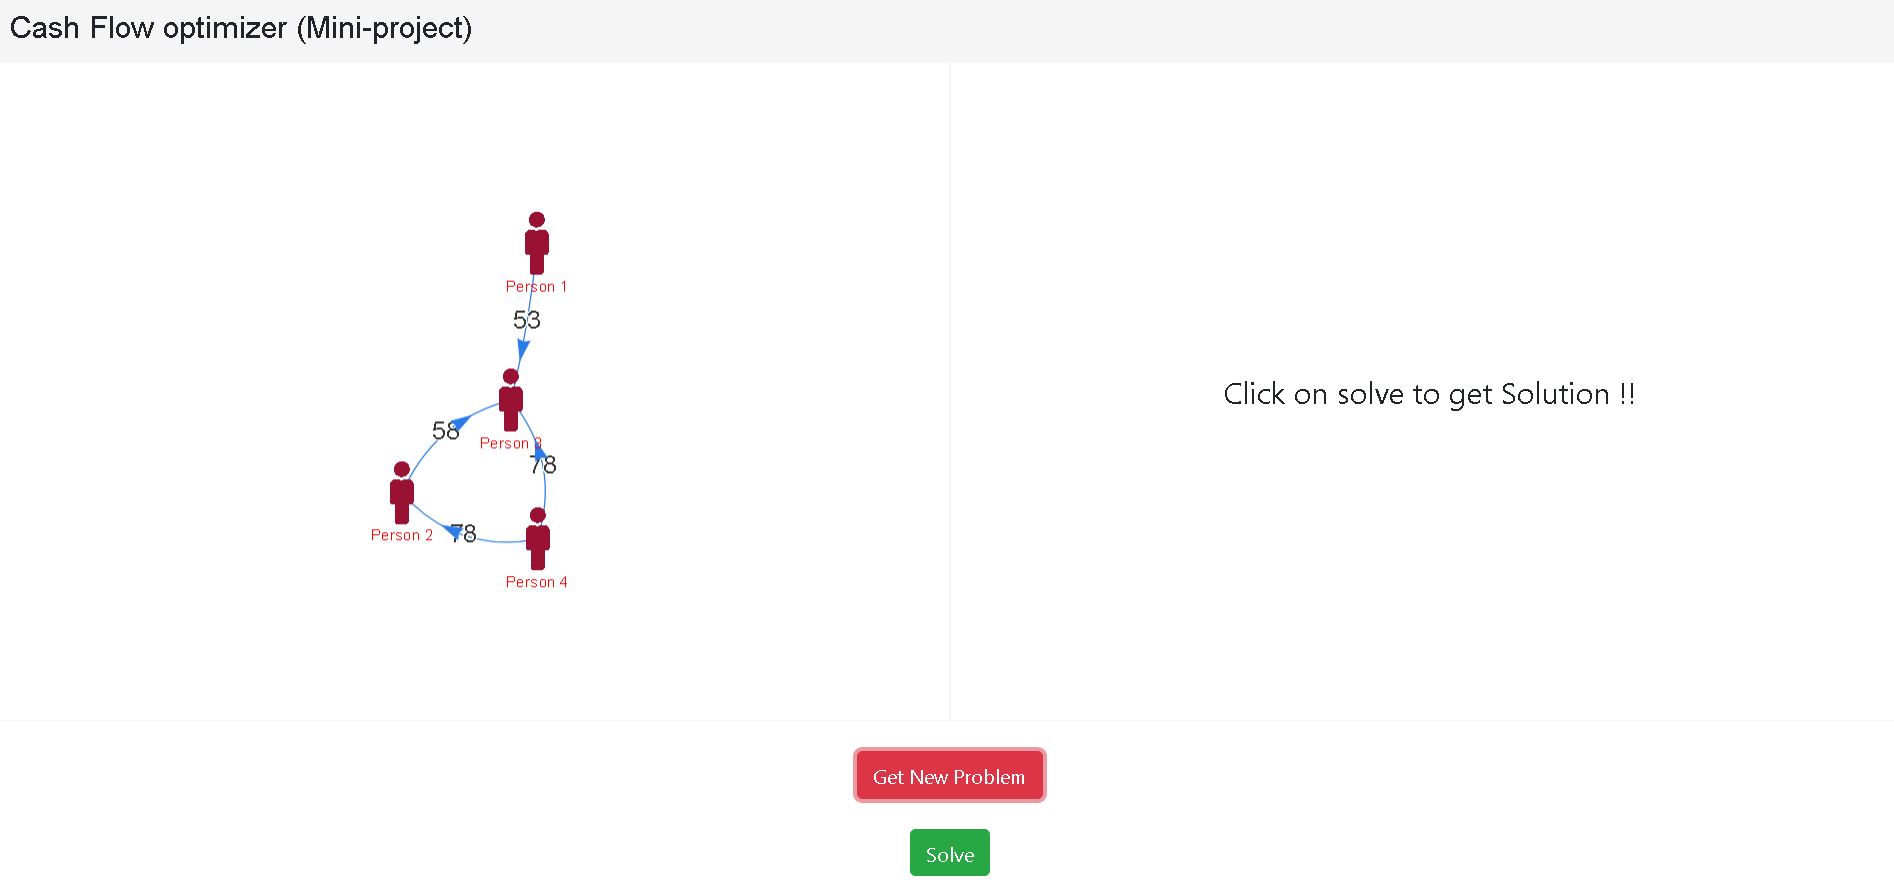 Cash Flow optimizer (Mini-project)
Person 1
53
58
Person 3
78
Person 2
78
Person 4
Click on solve to get Solution !!
Get New Problem
Solve